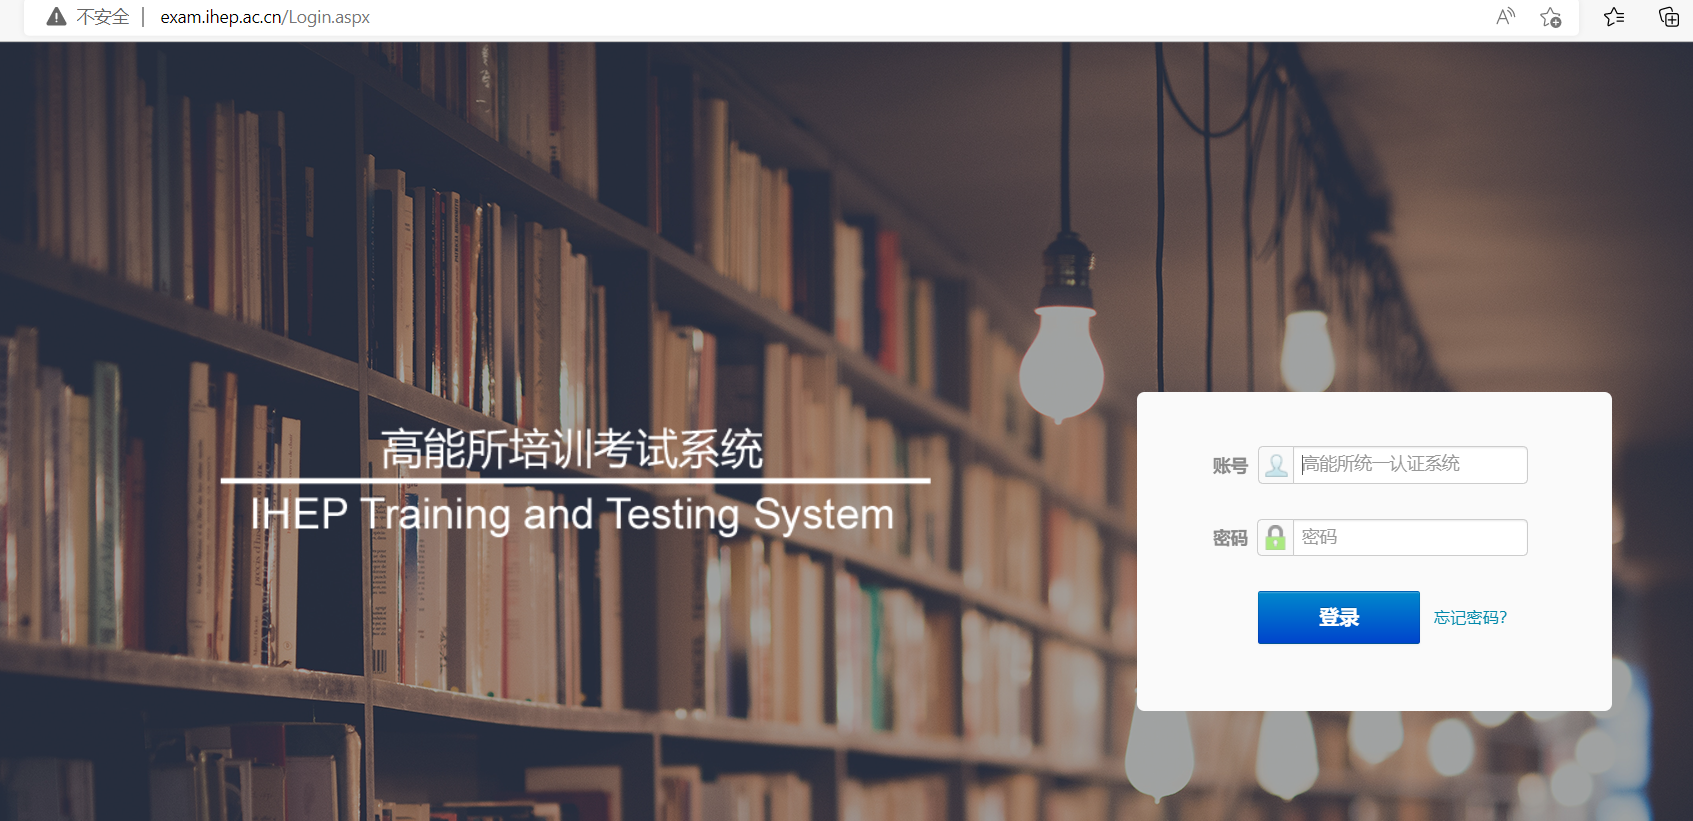 不安全 | exam.ihep.ac.cn/Login.aspx
高能所培训考试系统
IHEP Training and Testing System
账号 高能所统一认证系统
密码 密码
登录 忘记密码?